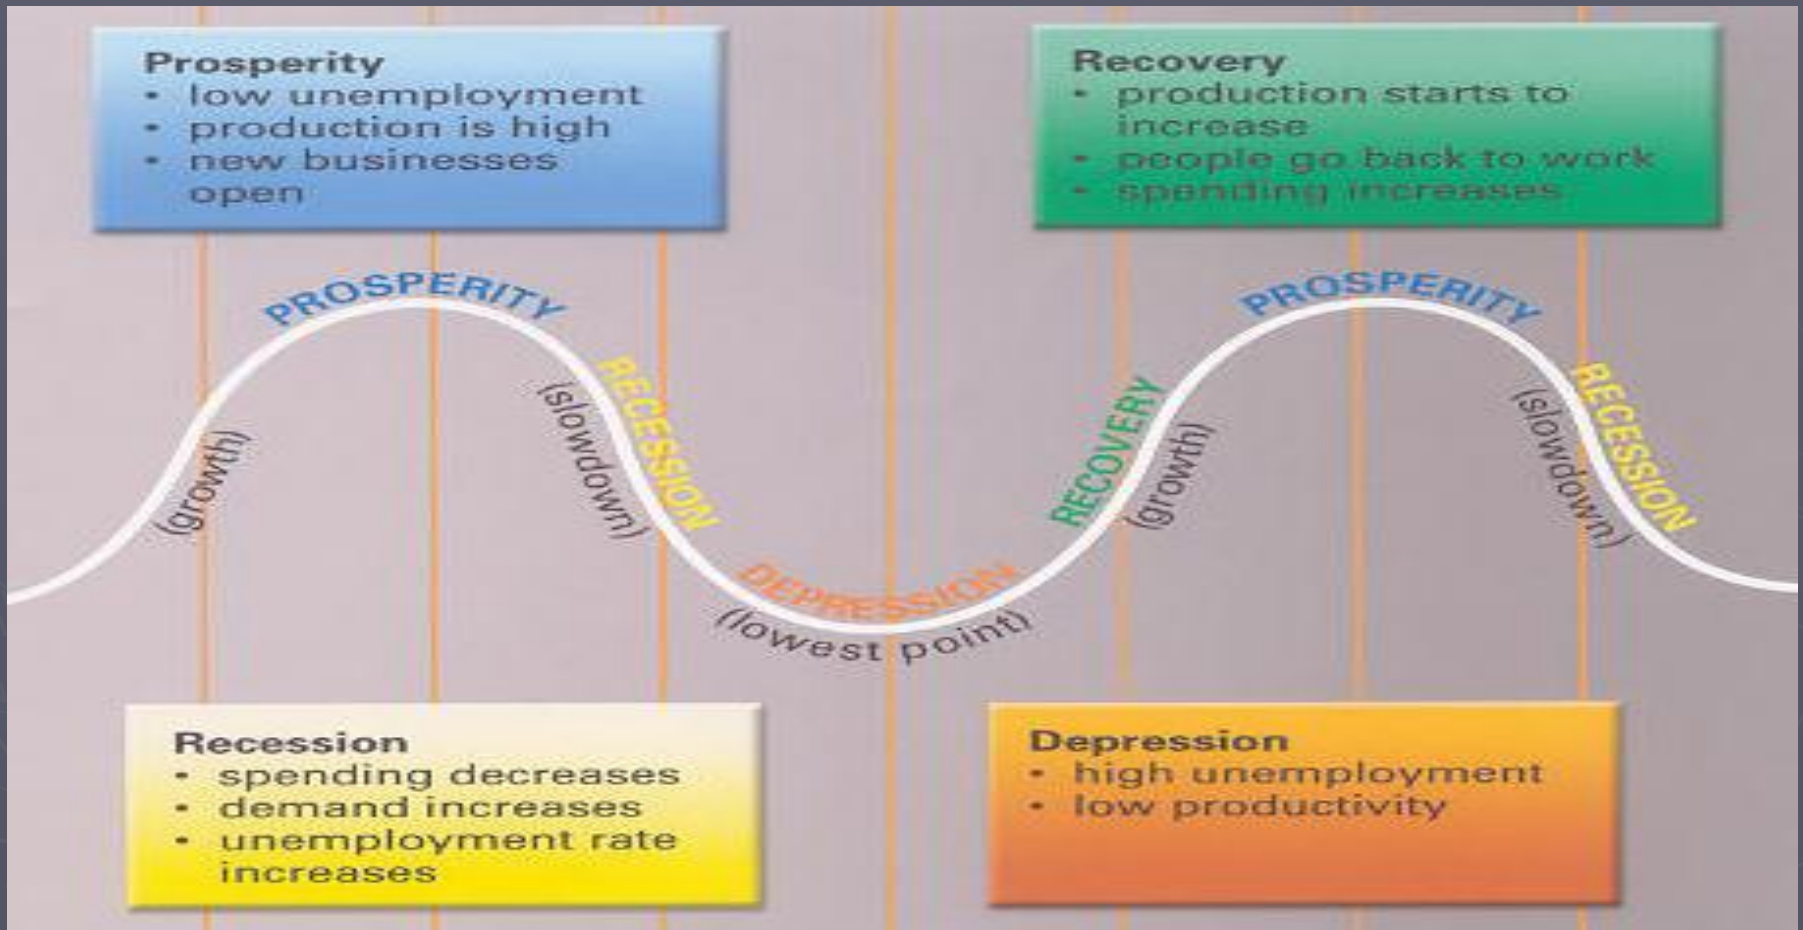 Prosperity
• low unemployment
• production is high
• new businesses
open
Recovery
• production starts to
increase
• people go back to work
• spending increases
PROSPERITY
RECESSION
(slowdown)
(growth)
DEPRESSION
(lowest point)
RECOVERY
(growth)
PROSPERITY
RECESSION
(slowdown)
Recession
• spending decreases
• demand increases
• unemployment rate
increases
Depression
• high unemployment
• low productivity